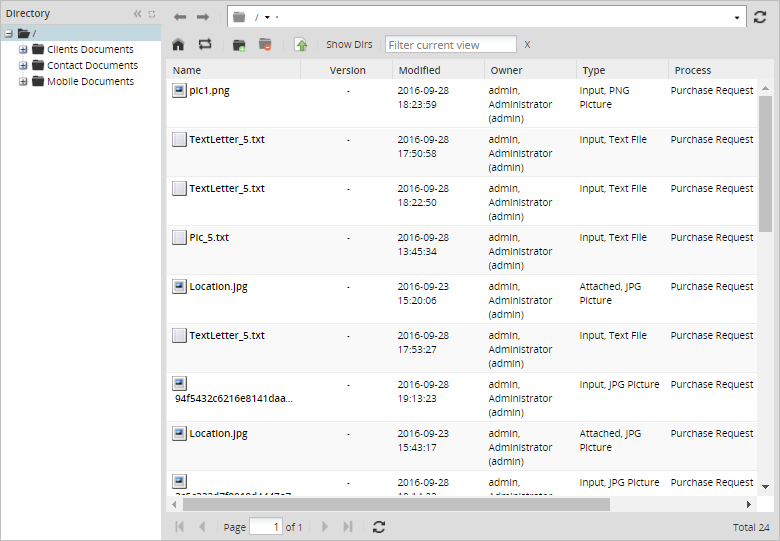 Directory
/
Clients Documents
Contact Documents
Mobile Documents
/
Show Dirs Filter current view X
Name Version Modified Owner Type Process
pic1.png - 2016-09-28 admin, Input, PNG Purchase Request
18:23:59 Administrator Picture
(admin)
TextLetter_5.txt - 2016-09-28 admin, Input, Text File Purchase Request
17:50:58 Administrator
(admin)
TextLetter_5.txt - 2016-09-28 admin, Input, Text File Purchase Request
18:22:50 Administrator
(admin)
Pic_5.txt - 2016-09-28 admin, Input, Text File Purchase Request
13:45:34 Administrator
(admin)
Location.jpg - 2016-09-23 admin, Attached, JPG Purchase Request
15:20:06 Administrator Picture
(admin)
TextLetter_5.txt - 2016-09-28 admin, Input, Text File Purchase Request
17:53:27 Administrator
(admin)
- 2016-09-28 admin, Input, JPG Picture Purchase Request
94f5432c6216e8141daa... 19:13:23 Administrator
(admin)
Location.jpg - 2016-09-23 admin, Attached, JPG Purchase Request
15:43:17 Administrator Picture
(admin)
- 2016-09-28 admin, Input, JPG Picture Purchase Request
Administrator
Page 1 of 1 Total 24